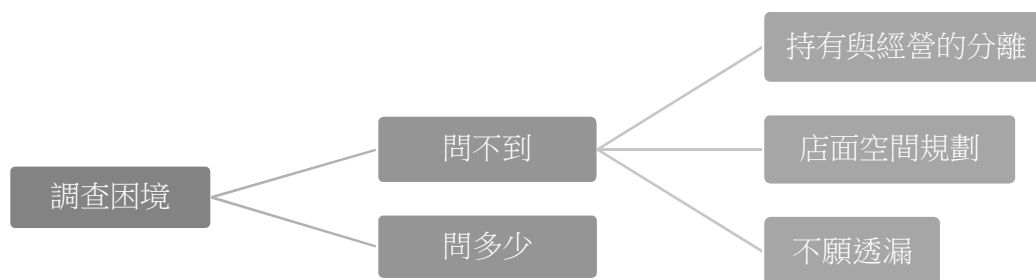 調查困境
問不到
問多少
持有與經營的分離
店面空間規劃
不願透漏